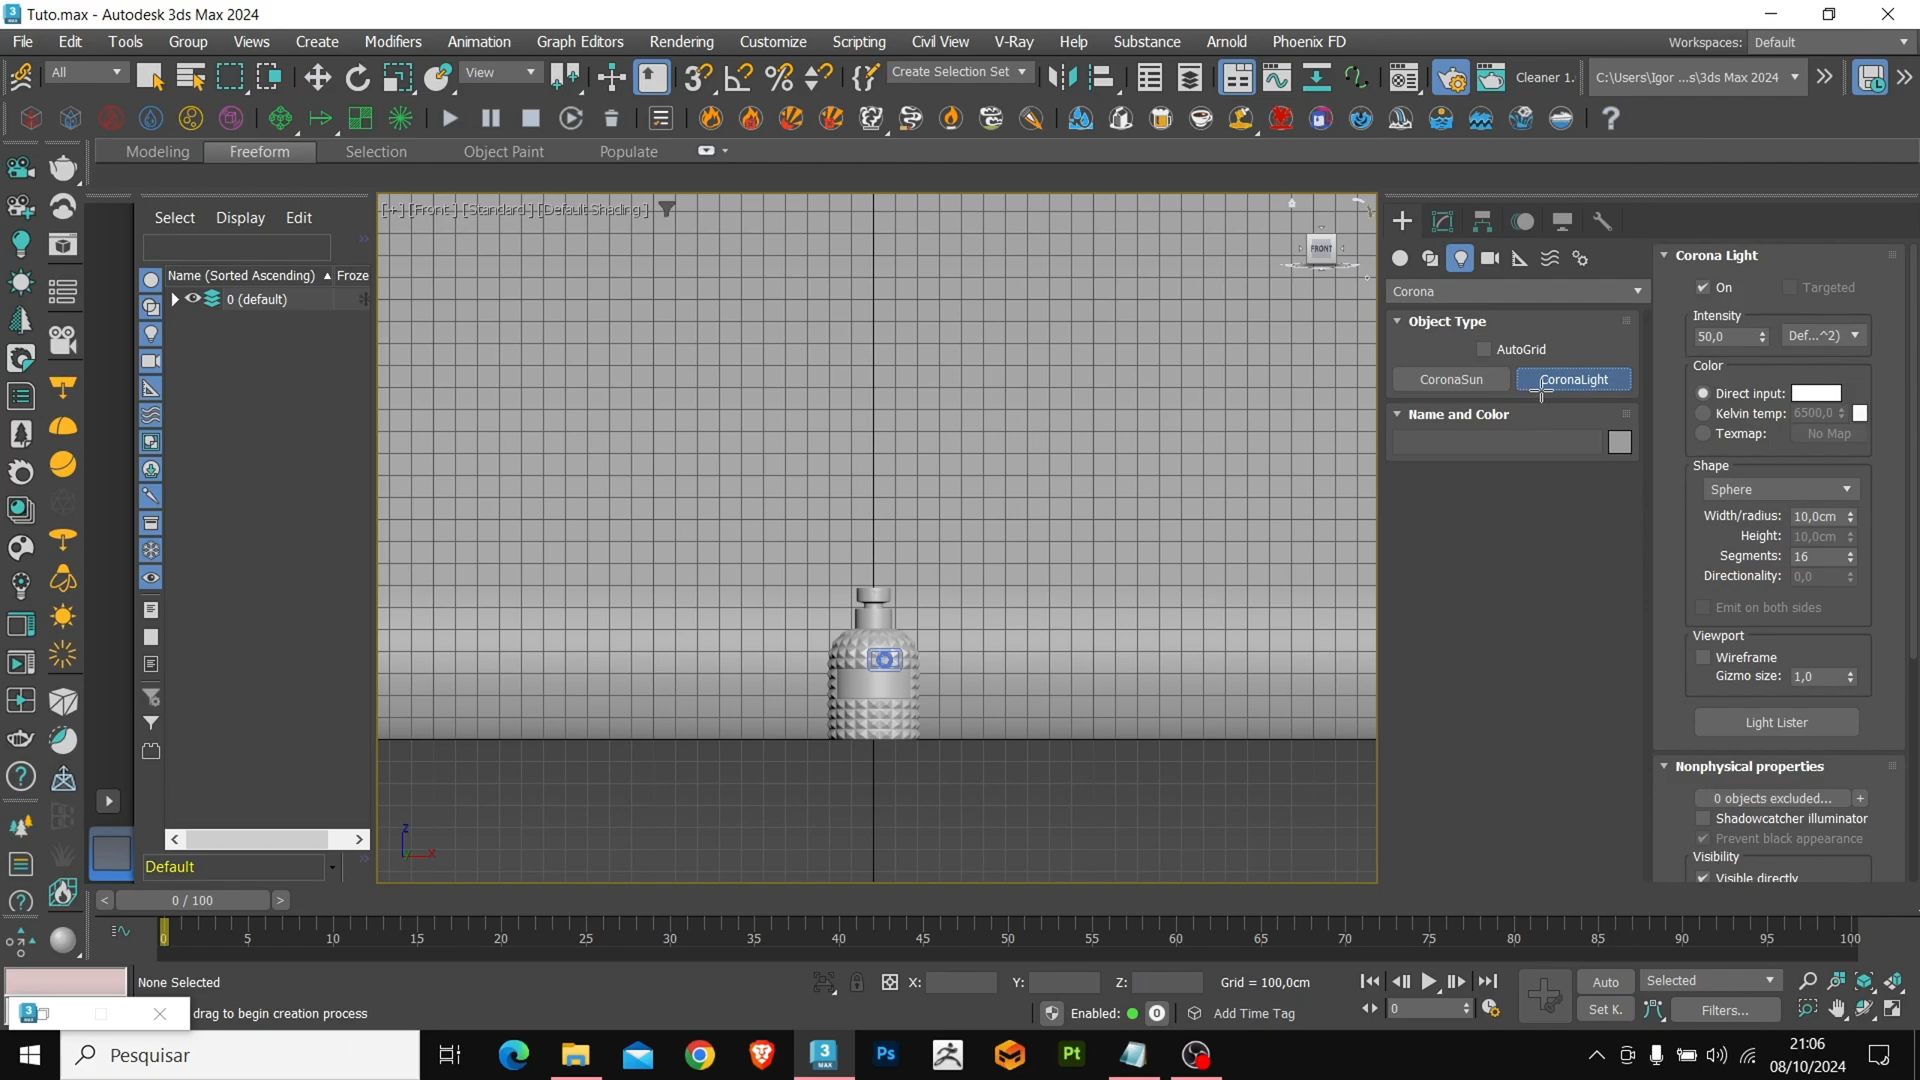 Tuto.max - Autodesk 3ds Max 2024
File Edit Tools Group Views Create Modifiers Animation Graph Editors Rendering Customize Scripting Civil View V-Ray Help Substance Arnold Phoenix FD Workspaces: Default
All View Create Selection Set Cleaner 1. C:\Users\Igor ...s\3ds Max 2024
Modeling Freeform Selection Object Paint Populate
Select Display Edit
Name (Sorted Ascending) Froze
0 (default)
[+] [Front ] [Standard ] [Default Shading ]
FRONT
Corona
Object Type
AutoGrid
CoronaSun CoronaLight
Name and Color
Corona Light
On Targeted
Intensity
50,0 Def...^2)
Color
Direct input:
Kelvin temp: 6500,0
Texmap: No Map
Shape
Sphere
Width/radius: 10,0cm
Height: 10,0cm
Segments: 16
Directionality: 0,0
Emit on both sides
Viewport
Wireframe
Gizmo size: 1,0
Light Lister
Nonphysical properties
0 objects excluded... +
Shadowcatcher illuminator
Prevent black appearance
Visibility
Visible directly
z x
Default
< 0 / 100 >
0 5 10 15 20 25 30 35 40 45 50 55 60 65 70 75 80 85 90 95 100
None Selected X: Y: Z: Grid = 100,0cm Auto Selected
drag to begin creation process Enabled: 0 Add Time Tag 0 Set K. Filters...
Pesquisar
3 MAX Ps Pt
21:06
08/10/2024